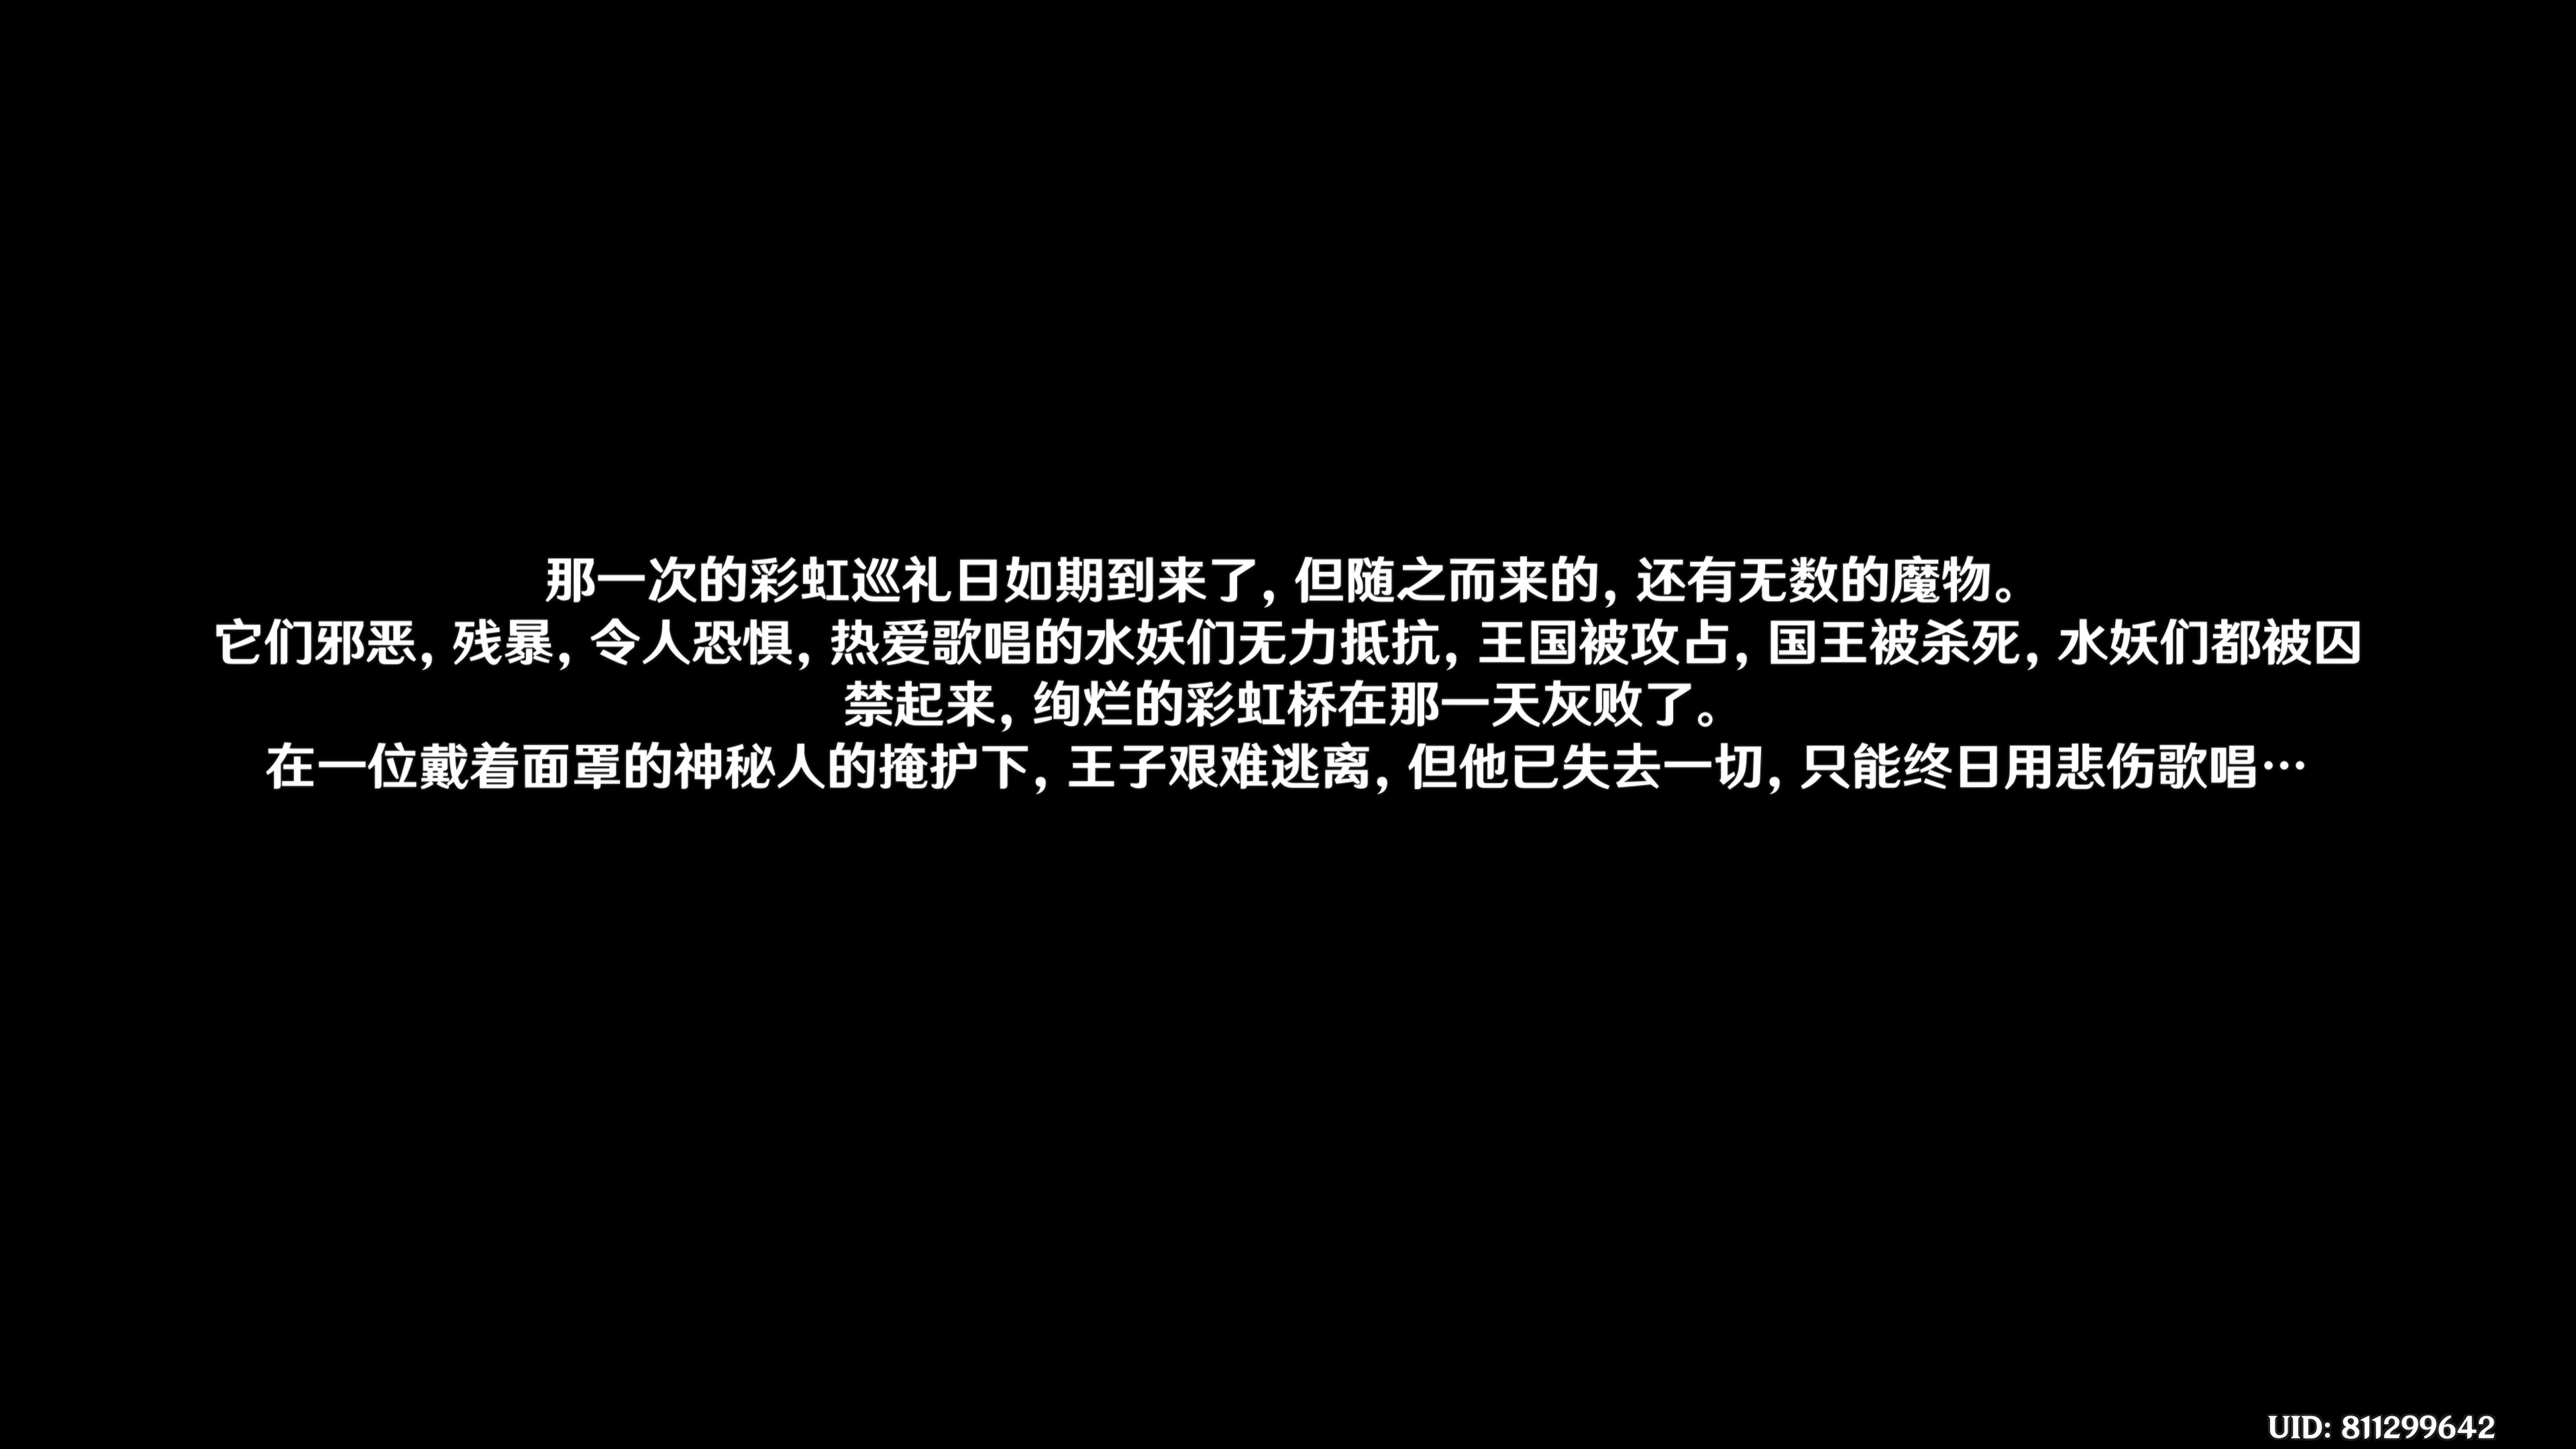 那一次的彩虹巡礼日如期到来了，但随之而来的，还有无数的魔物。
它们邪恶，残暴，令人恐惧，热爱歌唱的水妖们无力抵抗，王国被攻占，国王被杀死，水妖们都被囚
禁起来，绚烂的彩虹桥在那一天灰败了。
在一位戴着面罩的神秘人的掩护下，王子艰难逃离，但他已失去一切，只能终日用悲伤歌唱…
UID: 811299642